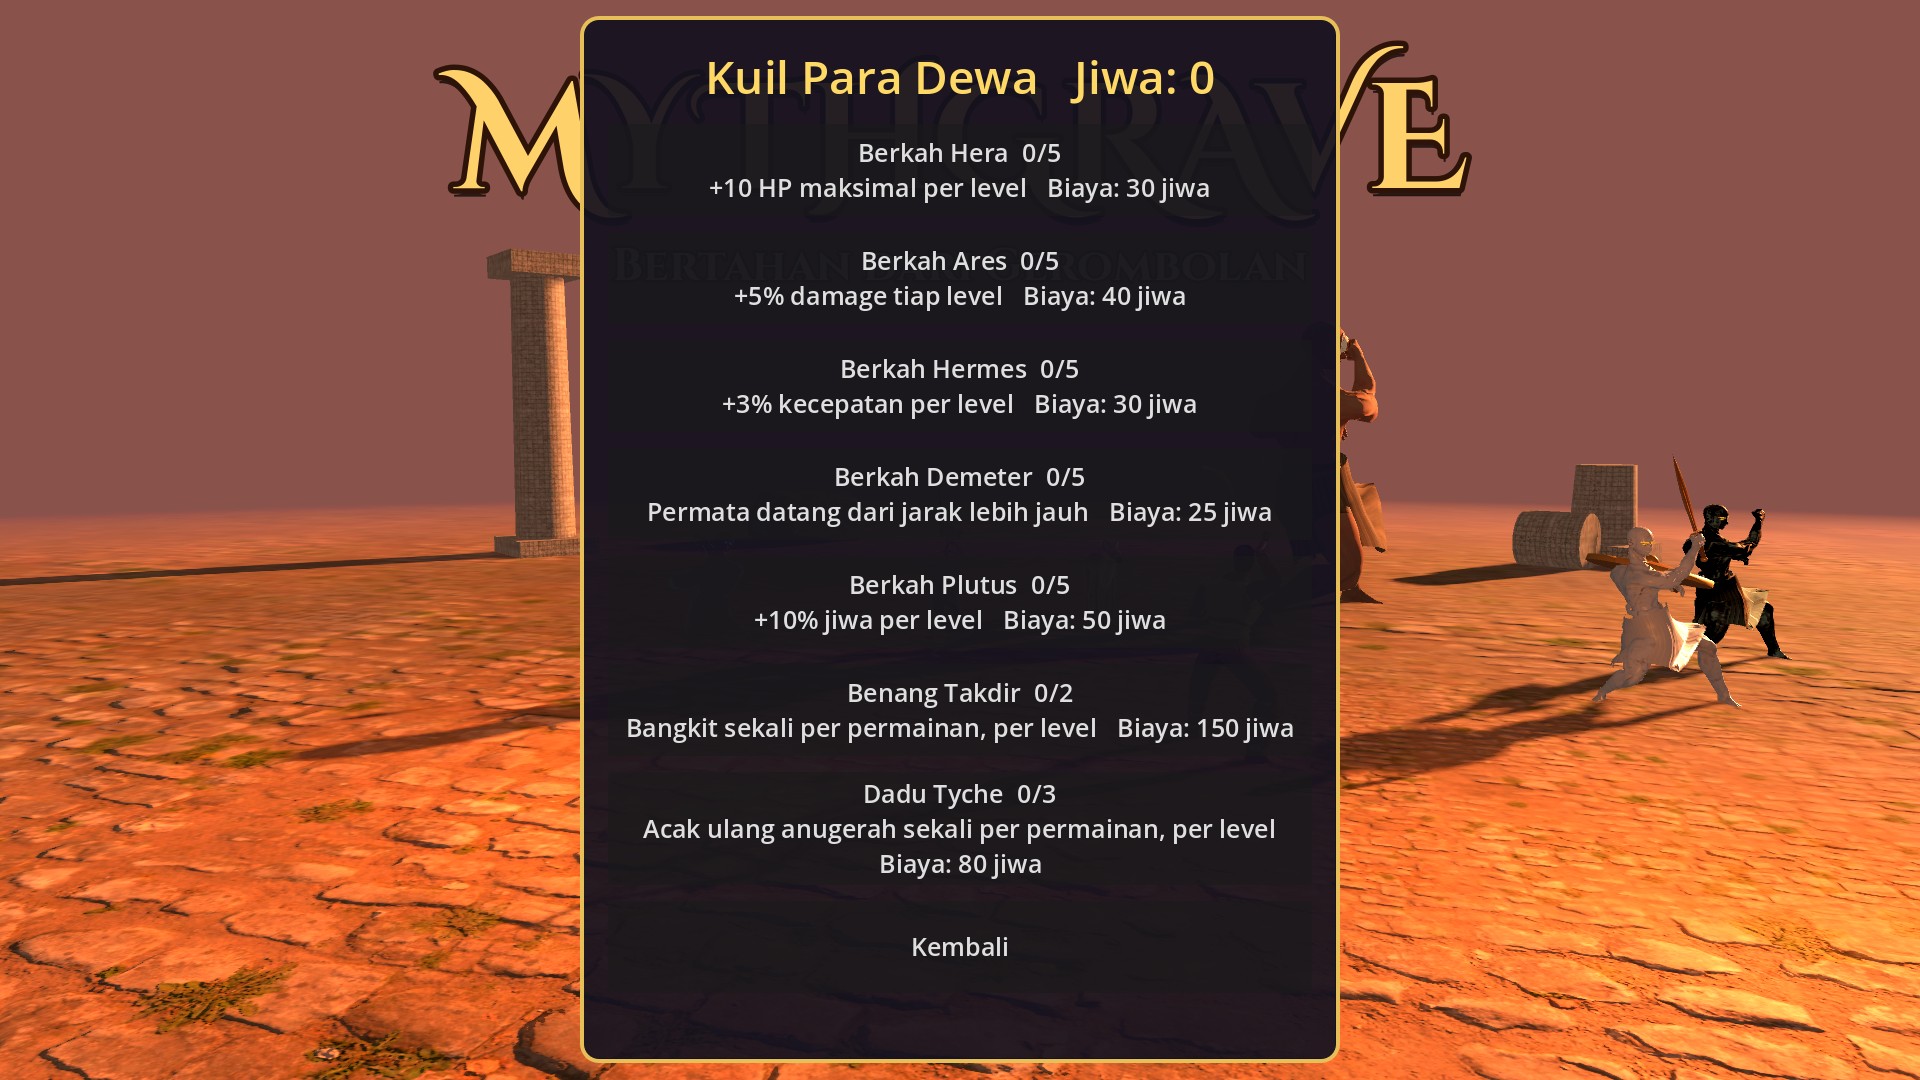 MYTHGRAVE
Kuil Para Dewa Jiwa: 0
Berkah Hera 0/5
+10 HP maksimal per level Biaya: 30 jiwa
BERTAHAN GEROMBOLAN
Berkah Ares 0/5
+5% damage tiap level Biaya: 40 jiwa
Berkah Hermes 0/5
+3% kecepatan per level Biaya: 30 jiwa
Berkah Demeter 0/5
Permata datang dari jarak lebih jauh Biaya: 25 jiwa
Berkah Plutus 0/5
+10% jiwa per level Biaya: 50 jiwa
Benang Takdir 0/2
Bangkit sekali per permainan, per level Biaya: 150 jiwa
Dadu Tyche 0/3
Acak ulang anugerah sekali per permainan, per level
Biaya: 80 jiwa
Kembali